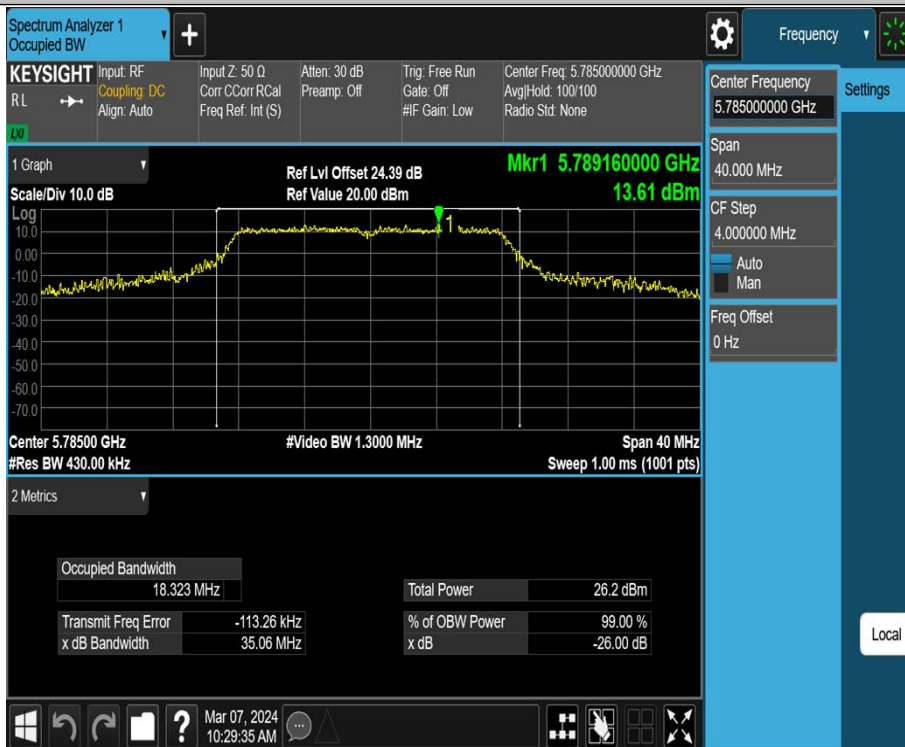 Spectrum Analyzer 1
Occupied BW
Frequency
KEYSIGHT
RL
LXI
Input: RF
Coupling: DC
Align: Auto
Input Z: 50 Ω
Corr CCorr RCal
Freq Ref: Int (S)
Atten: 30 dB
Preamp: Off
Trig: Free Run
Gate: Off
#IF Gain: Low
Center Freq: 5.785000000 GHz
Avg|Hold: 100/100
Radio Std: None
Center Frequency
5.785000000 GHz
Settings
Span
40.000 MHz
CF Step
4.000000 MHz
Auto
Man
Freq Offset
0 Hz
1 Graph
Scale/Div 10.0 dB
Ref Lvl Offset 24.39 dB
Ref Value 20.00 dBm
Mkr1 5.789160000 GHz
13.61 dBm
Log
10.0
0.00
-10.0
-20.0
-30.0
-40.0
-50.0
-60.0
-70.0
1
Center 5.78500 GHz
#Video BW 1.3000 MHz
Span 40 MHz
#Res BW 430.00 kHz
Sweep 1.00 ms (1001 pts)
2 Metrics
Occupied Bandwidth
18.323 MHz
Total Power 26.2 dBm
Transmit Freq Error -113.26 kHz
% of OBW Power 99.00 %
x dB Bandwidth 35.06 MHz
x dB -26.00 dB
Local
?
Mar 07, 2024
10:29:35 AM